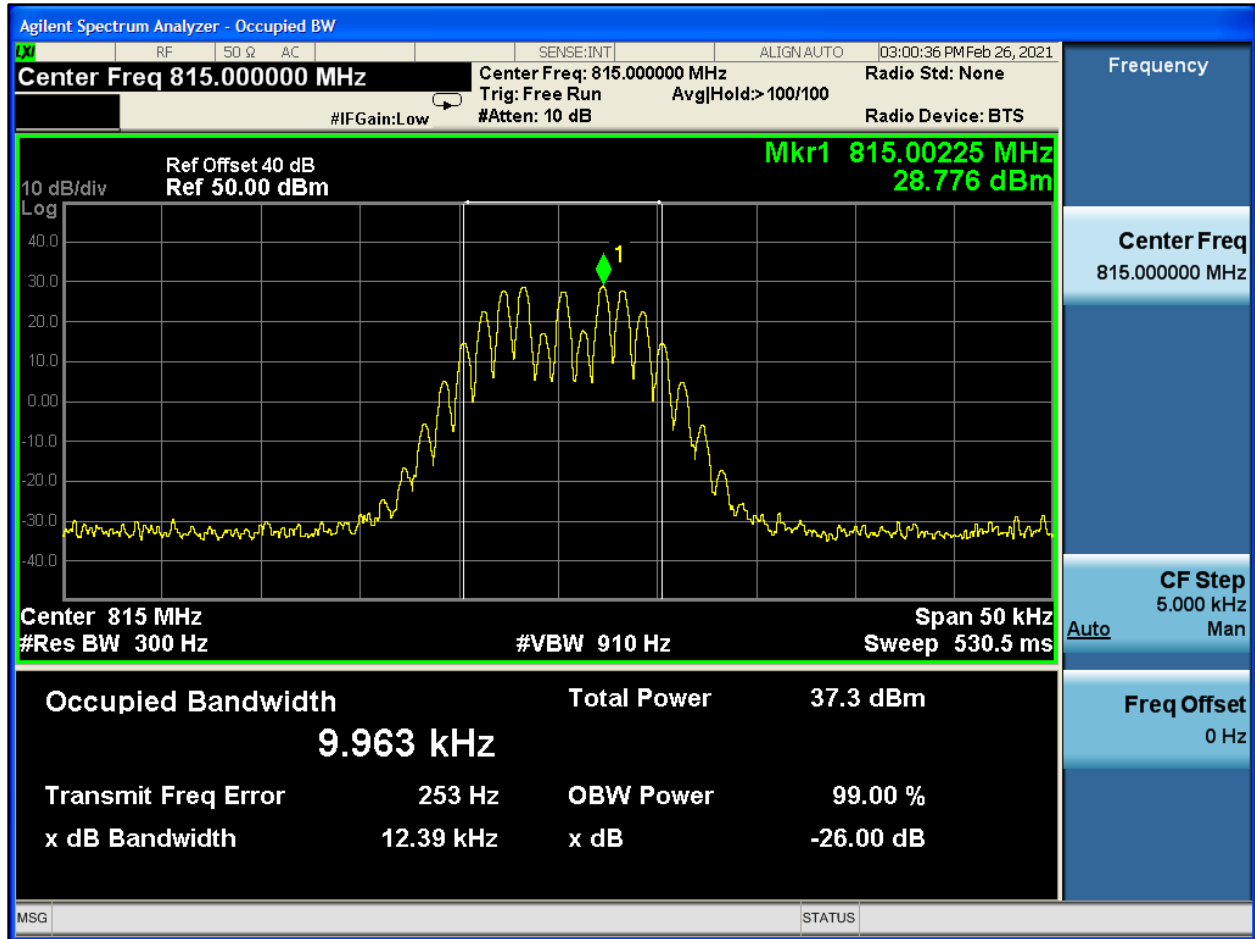 Agilent Spectrum Analyzer - Occupied BW
LXI RF 50 Ω AC SENSE:INT ALIGN AUTO 03:00:36 PM Feb 26, 2021
Center Freq 815.000000 MHz
Center Freq: 815.000000 MHz Radio Std: None
Trig: Free Run Avg|Hold:>100/100
#IFGain:Low #Atten: 10 dB Radio Device: BTS
Mkr1 815.00225 MHz
28.776 dBm
Ref Offset 40 dB
10 dB/div Ref 50.00 dBm
Log
40.0
30.0
20.0
10.0
0.00
-10.0
-20.0
-30.0
-40.0
1
Center 815 MHz Span 50 kHz
#Res BW 300 Hz #VBW 910 Hz Sweep 530.5 ms
Occupied Bandwidth Total Power 37.3 dBm
9.963 kHz
Transmit Freq Error 253 Hz OBW Power 99.00 %
x dB Bandwidth 12.39 kHz x dB -26.00 dB
Frequency
Center Freq
815.000000 MHz
CF Step
5.000 kHz
Auto Man
Freq Offset
0 Hz
MSG STATUS